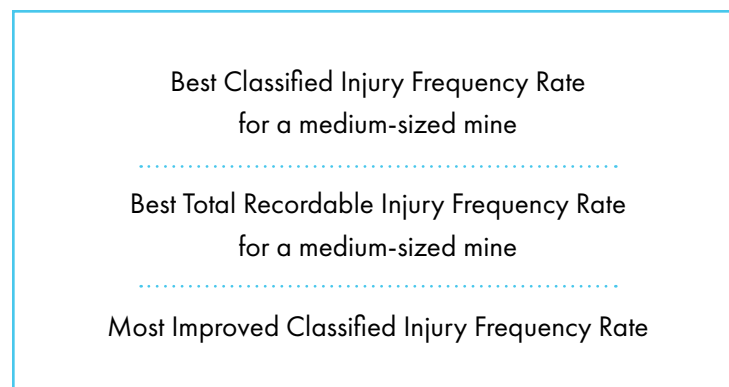 Best Classified Injury Frequency Rate
for a medium-sized mine
Best Total Recordable Injury Frequency Rate
for a medium-sized mine
Most Improved Classified Injury Frequency Rate